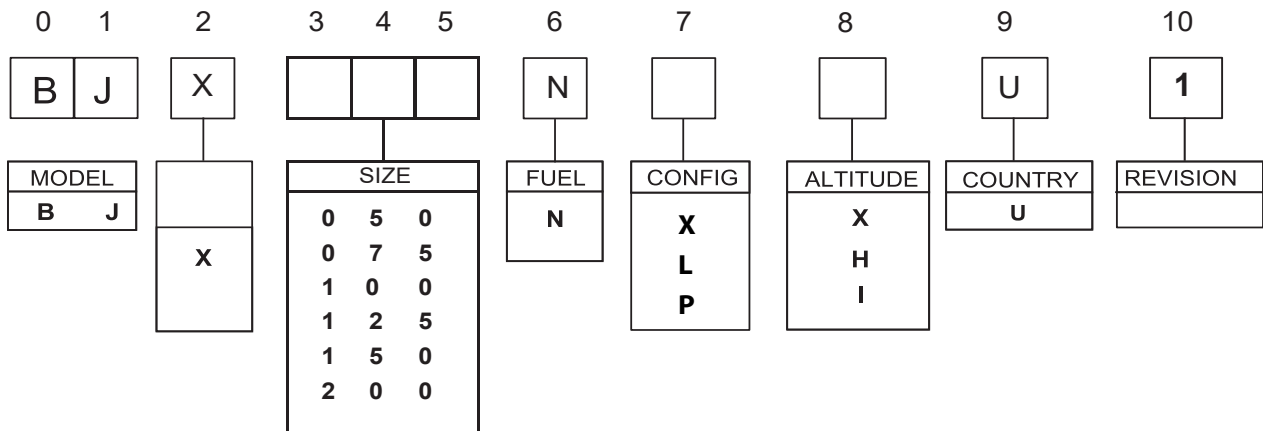 0 1 2 3 4 5 6 7 8 9 10
B J X N U 1
MODEL SIZE FUEL CONFIG ALTITUDE COUNTRY REVISION
B J 0 5 0 N X X U
X 0 7 5 L H
1 0 0 P I
1 2 5
1 5 0
2 0 0